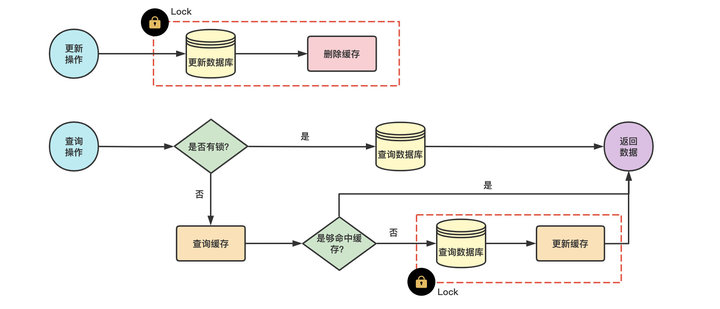 Lock
更新
操作
更新数据库
删除缓存
查询
操作
是否有锁?
是
查询数据库
返回
数据
否
是
查询缓存
是够命中缓
存?
否
查询数据库
更新缓存
Lock